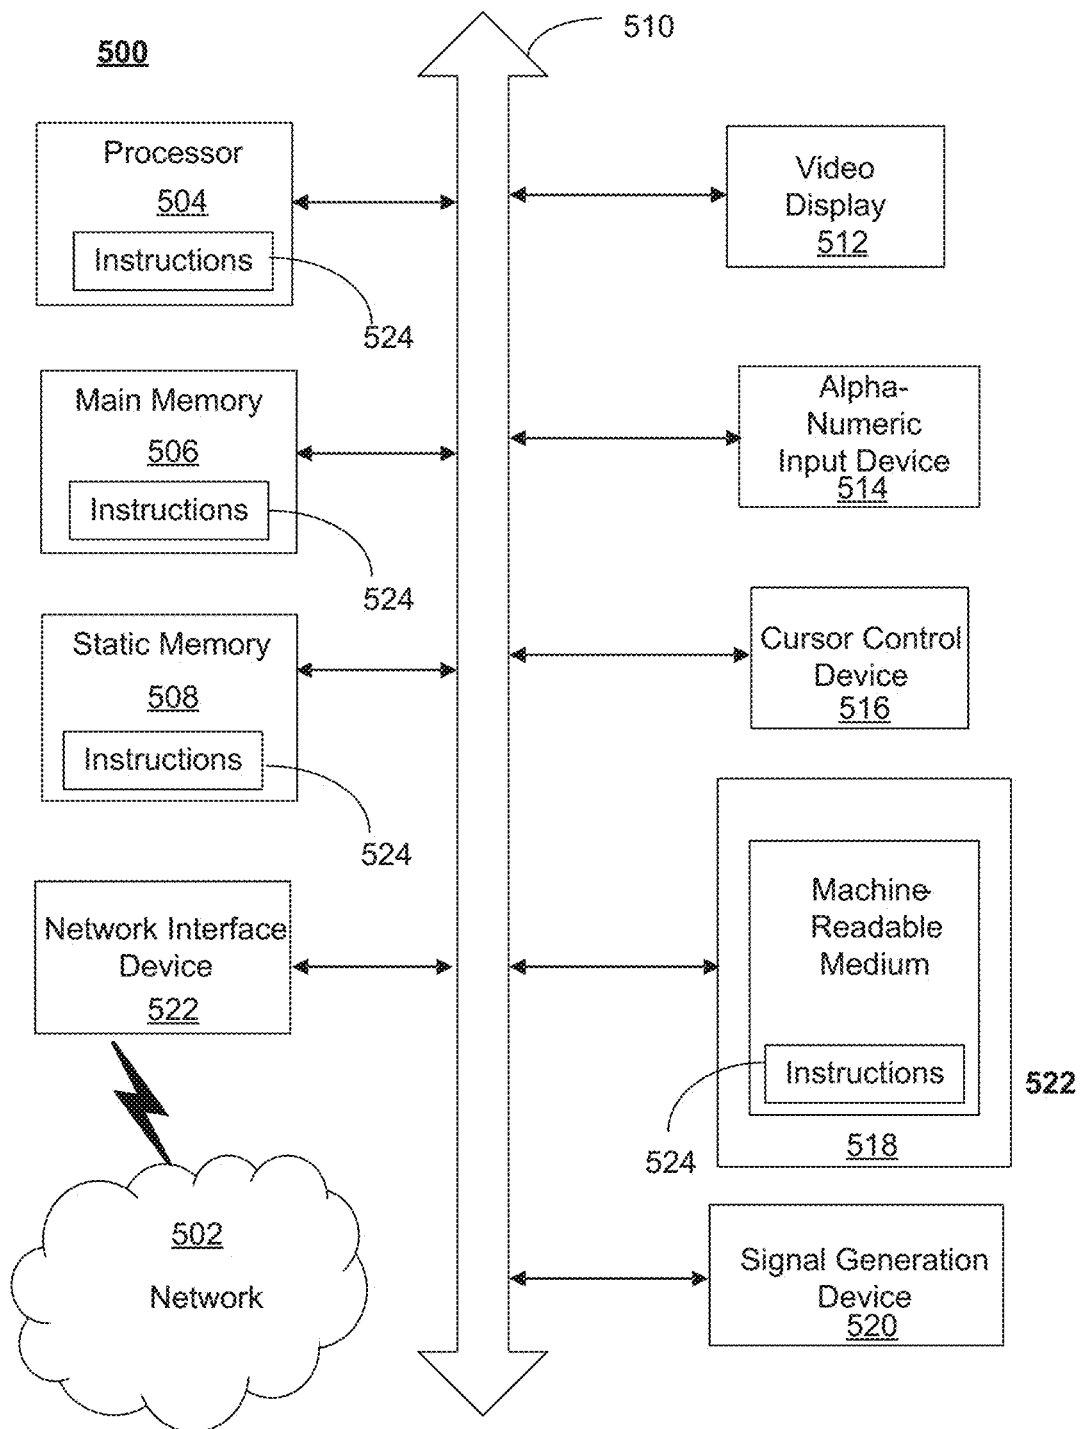 500
510
Processor
504
Instructions
524
Main Memory
506
Instructions
524
Static Memory
508
Instructions
524
Network Interface
Device
522
502
Network
Video
Display
512
Alpha-
Numeric
Input Device
514
Cursor Control
Device
516
Machine-
Readable
Medium
Instructions
524
518
522
Signal Generation
Device
520